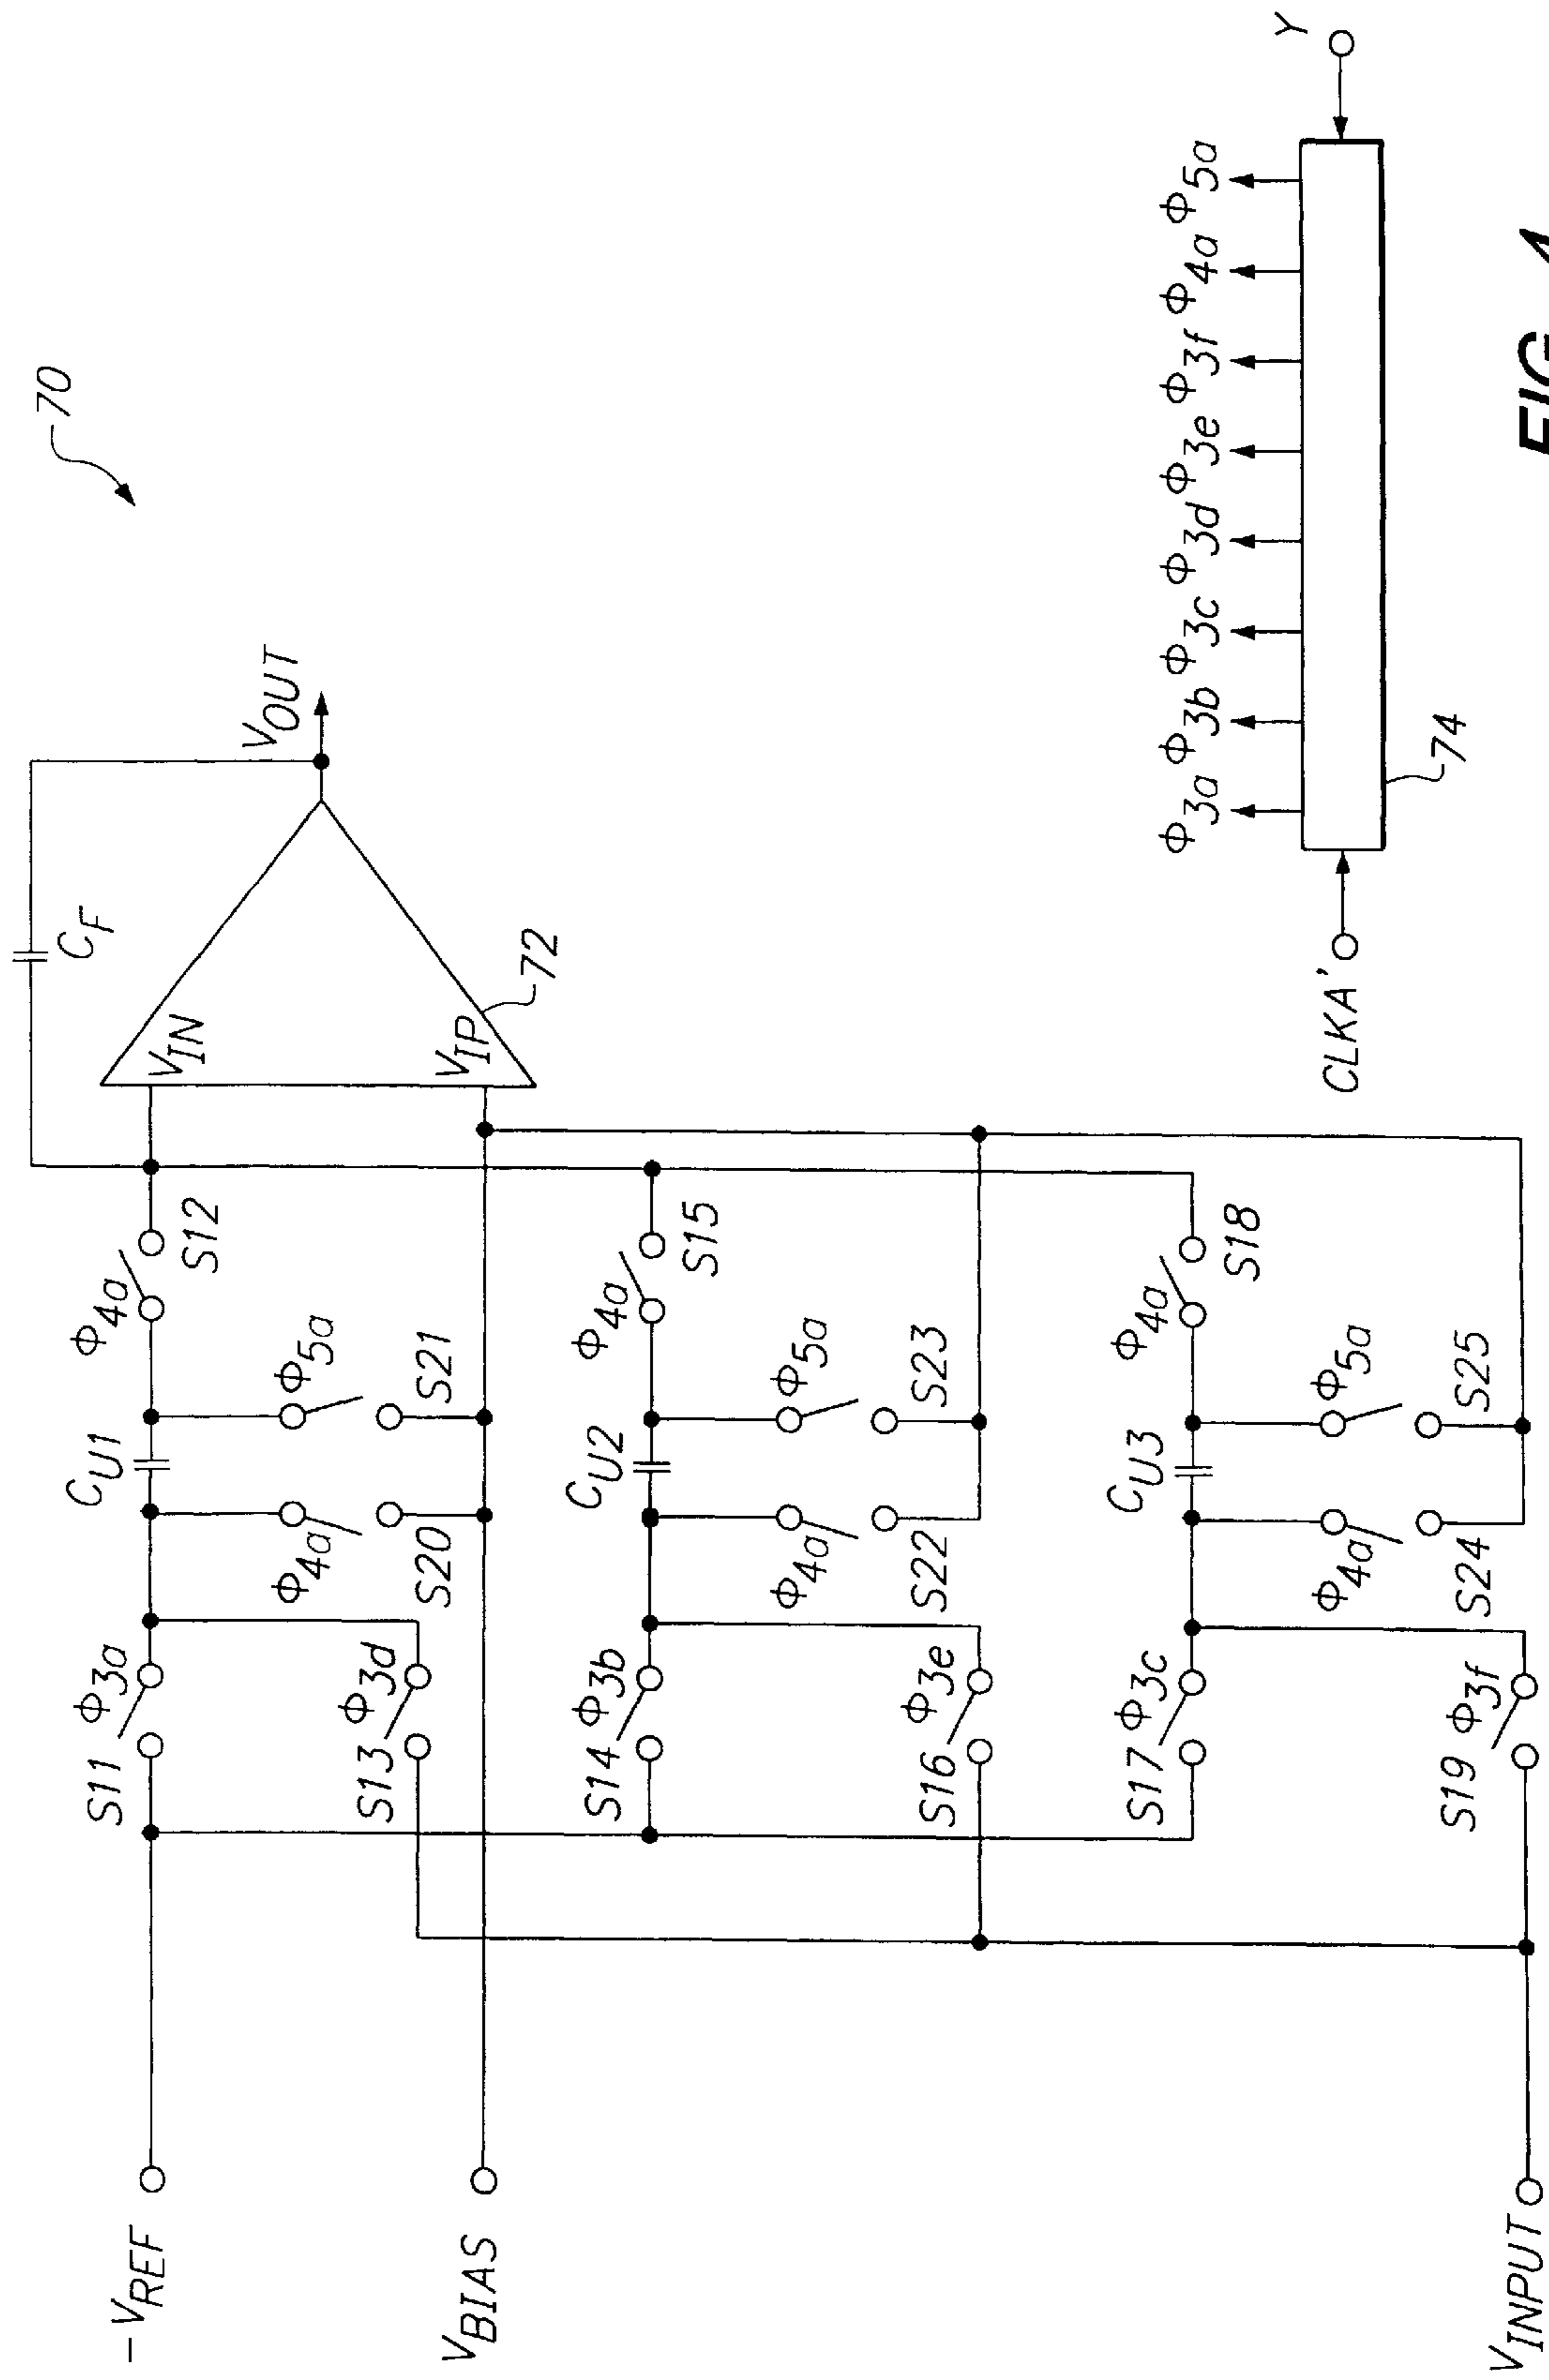 70
C_F
V_OUT
V_IN
V_IP
72
-V_REF
S11 Φ3a
C_U1
Φ4a
S12
Φ4a
S20
Φ5a
S21
S13 Φ3d
V_BIAS
S14 Φ3b
C_U2
Φ4a
S15
Φ4a
S22
Φ5a
S23
S16 Φ3e
S17 Φ3c
C_U3
Φ4a
S18
Φ4a
S24
Φ5a
S25
S19 Φ3f
V_INPUT
Φ3a Φ3b Φ3c Φ3d Φ3e Φ3f Φ4a Φ5a
CLKA'
Y
74
FIG. 4